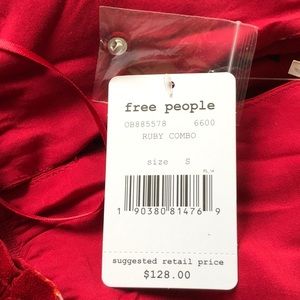 free people
OB885578 6600
RUBY COMBO
size S
1 90380 81476 9
suggested retail price
$128.00